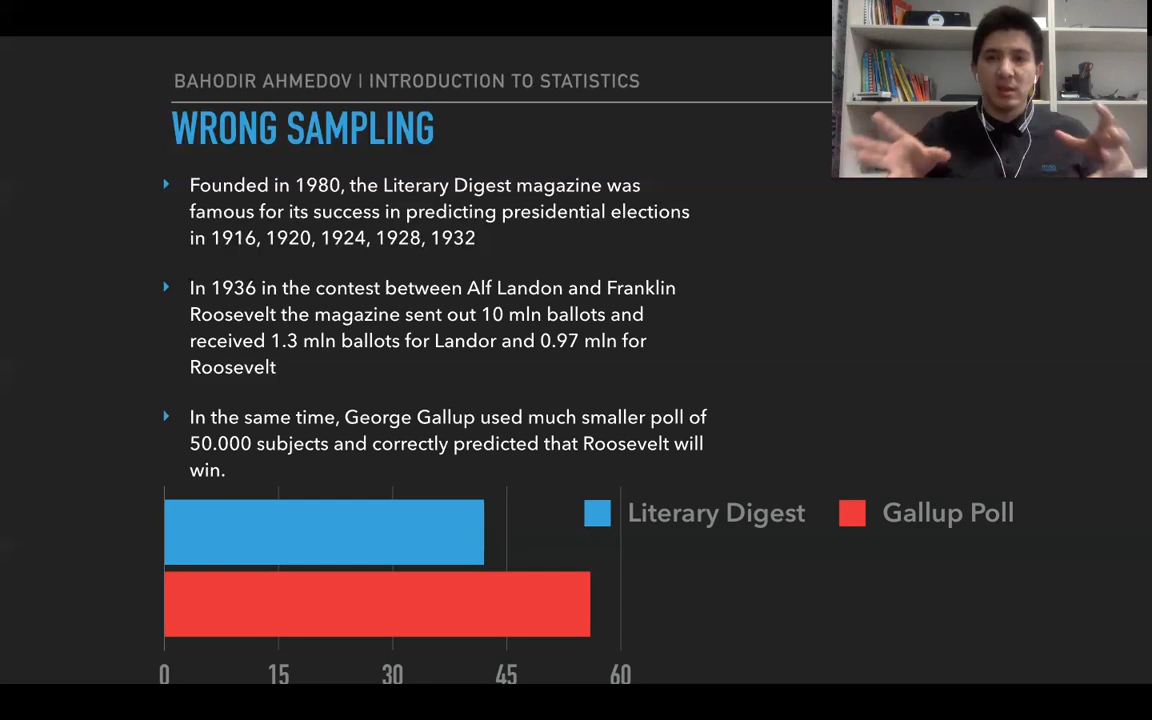 BAHODIR AHMEDOV | INTRODUCTION TO STATISTICS
WRONG SAMPLING
Founded in 1980, the Literary Digest magazine was
famous for its success in predicting presidential elections
in 1916, 1920, 1924, 1928, 1932
In 1936 in the contest between Alf Landon and Franklin
Roosevelt the magazine sent out 10 mln ballots and
received 1.3 mln ballots for Landor and 0.97 mln for
Roosevelt
In the same time, George Gallup used much smaller poll of
50.000 subjects and correctly predicted that Roosevelt will
win.
Literary Digest Gallup Poll
0 15 30 45 60